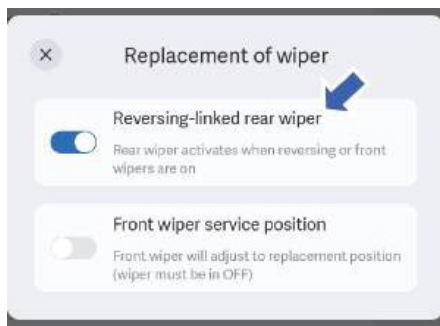 Replacement of wiper
Reversing-linked rear wiper
Rear wiper activates when reversing or front
wipers are on
Front wiper service position
Front wiper will adjust to replacement position
(wiper must be in OFF)